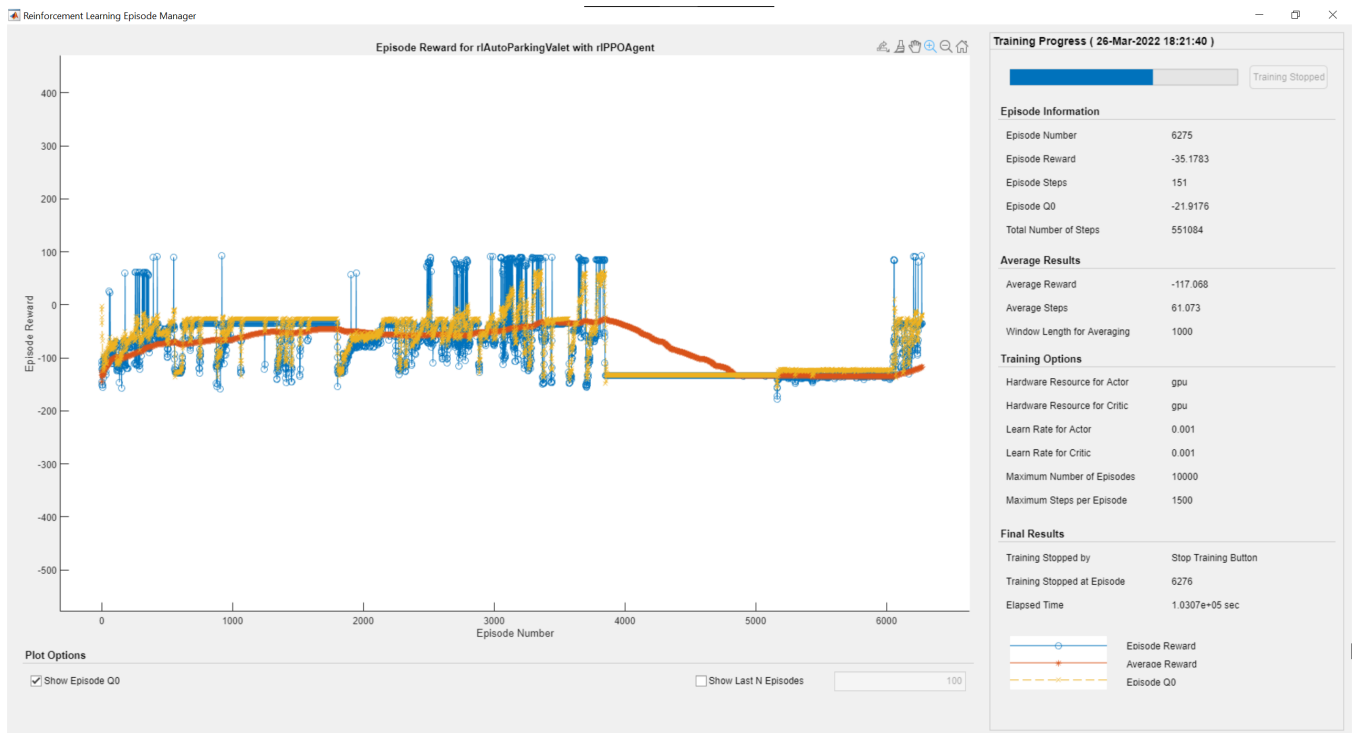 Reinforcement Learning Episode Manager
Episode Reward for rlAutoParkingValet with rlPPOAgent
400
300
200
100
0
-100
-200
-300
-400
-500
Episode Reward
0 1000 2000 3000 4000 5000 6000
Episode Number
Plot Options
Show Episode Q0
Show Last N Episodes 100
Training Progress ( 26-Mar-2022 18:21:40 )
Training Stopped
Episode Information
Episode Number 6275
Episode Reward -35.1783
Episode Steps 151
Episode Q0 -21.9176
Total Number of Steps 551084
Average Results
Average Reward -117.068
Average Steps 61.073
Window Length for Averaging 1000
Training Options
Hardware Resource for Actor gpu
Hardware Resource for Critic gpu
Learn Rate for Actor 0.001
Learn Rate for Critic 0.001
Maximum Number of Episodes 10000
Maximum Steps per Episode 1500
Final Results
Training Stopped by Stop Training Button
Training Stopped at Episode 6276
Elapsed Time 1.0307e+05 sec
Episode Reward
Average Reward
Episode Q0